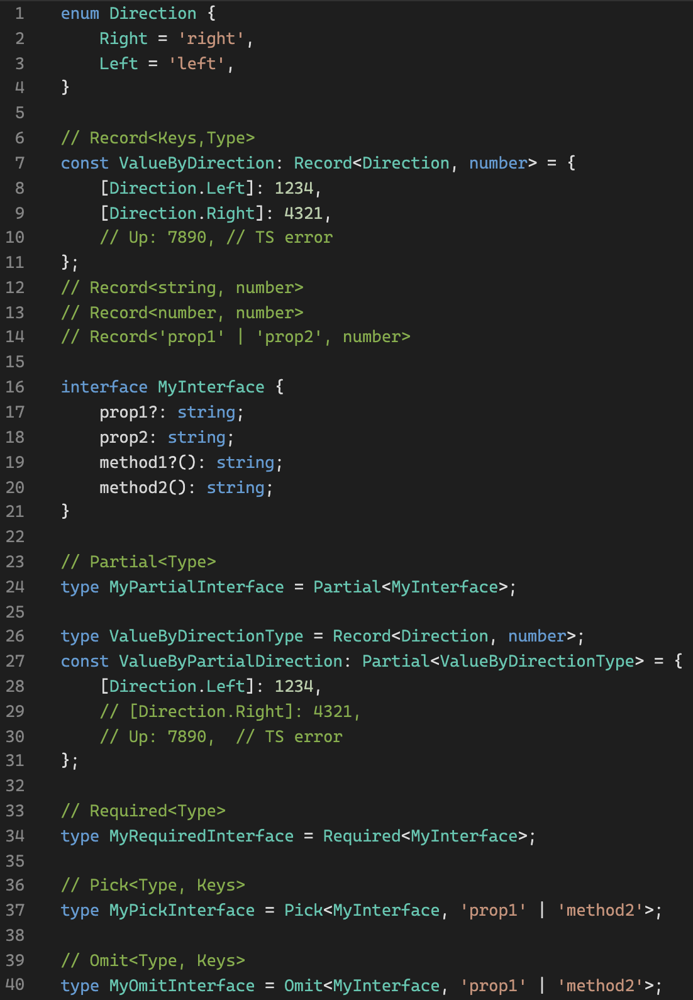 1 enum Direction {
2 Right = 'right',
3 Left = 'left',
4 }
5
6 // Record<Keys,Type>
7 const ValueByDirection: Record<Direction, number> = {
8 [Direction.Left]: 1234,
9 [Direction.Right]: 4321,
10 // Up: 7890, // TS error
11 };
12 // Record<string, number>
13 // Record<number, number>
14 // Record<'prop1' | 'prop2', number>
15
16 interface MyInterface {
17 prop1?: string;
18 prop2: string;
19 method1?(): string;
20 method2(): string;
21 }
22
23 // Partial<Type>
24 type MyPartialInterface = Partial<MyInterface>;
25
26 type ValueByDirectionType = Record<Direction, number>;
27 const ValueByPartialDirection: Partial<ValueByDirectionType> = {
28 [Direction.Left]: 1234,
29 // [Direction.Right]: 4321,
30 // Up: 7890,  // TS error
31 };
32
33 // Required<Type>
34 type MyRequiredInterface = Required<MyInterface>;
35
36 // Pick<Type, Keys>
37 type MyPickInterface = Pick<MyInterface, 'prop1' | 'method2'>;
38
39 // Omit<Type, Keys>
40 type MyOmitInterface = Omit<MyInterface, 'prop1' | 'method2'>;